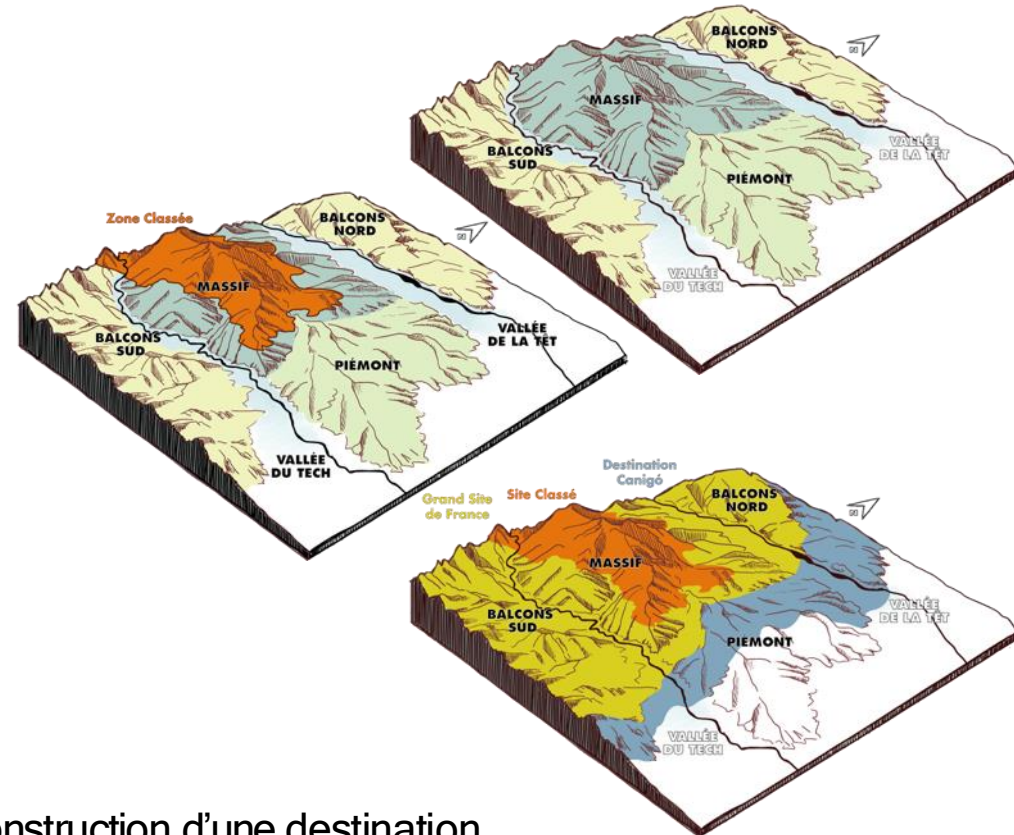 BALCONS
NORD
N
MASSIF
BALCONS
SUD
VALLÉE
DE LA TÊT
PIÉMONT
VALLÉE
DU TECH
Zone Classée
BALCONS
NORD
N
MASSIF
BALCONS
SUD
VALLÉE
DE LA TÊT
PIÉMONT
VALLÉE
DU TECH
Destination
Canigó
Grand Site
de France
Site Classé
BALCONS
NORD
N
MASSIF
BALCONS
SUD
VALLÉE
DE LA TÊT
PIÉMONT
VALLÉE
DU TECH
nstruction d'une destination